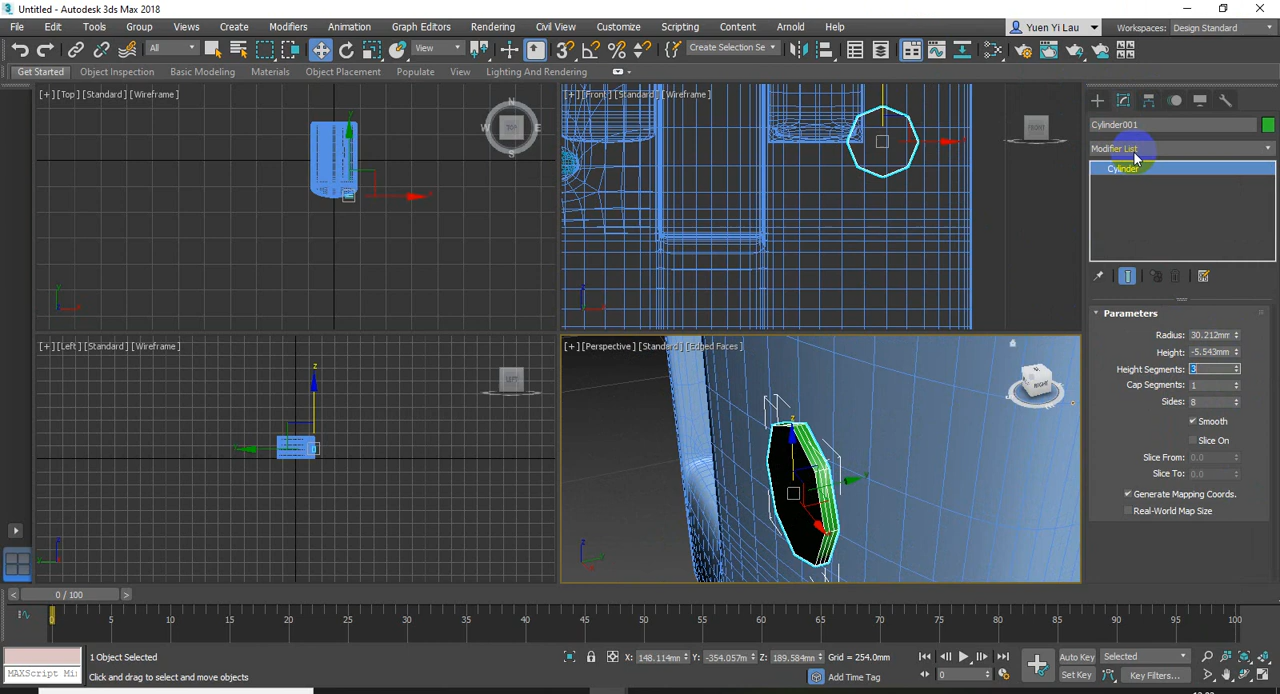 Untitled - Autodesk 3ds Max 2018
File Edit Tools Group Views Create Modifiers Animation Graph Editors Rendering Civil View Customize Scripting Content Arnold Help
Yuen Yi Lau
Workspaces: Design Standard
All
View
Create Selection Se
Get Started Object Inspection Basic Modeling Materials Object Placement Populate View Lighting And Rendering
[+] [Top] [Standard] [Wireframe]
[+] [Front] [Standard] [Wireframe]
N
W TOP E
S
FRONT
Cylinder001
Modifier List
Cylinder
Parameters
Radius: 30.212mm
Height: -5.543mm
Height Segments: 3
Cap Segments: 1
Sides: 8
Smooth
Slice On
Slice From: 0.0
Slice To: 0.0
Generate Mapping Coords.
Real-World Map Size
[+] [Left] [Standard] [Wireframe]
[+] [Perspective] [Standard] [Edged Faces]
LEFT
RIGHT
z
0 / 100
0 5 10 15 20 25 30 35 40 45 50 55 60 65 70 75 80 85 90 95 100
MAXScript Mi
1 Object Selected
Click and drag to select and move objects
X: 148.114mm Y: -354.057m Z: 189.584mm Grid = 254.0mm
Add Time Tag
0
Auto Key Selected
Set Key Key Filters...